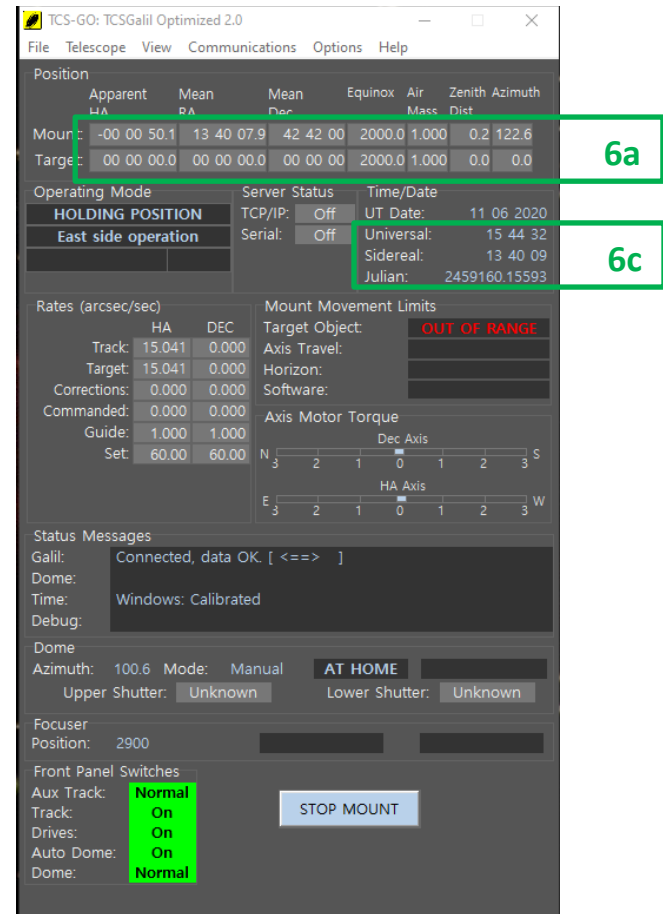 TCS-GO: TCSGalil Optimized 2.0
File Telescope View Communications Options Help
Position
Apparent Mean Mean Equinox Air Zenith Azimuth
HA RA Dec Mass Dist
Mount: -00 00 50.1 13 40 07.9 42 42 00 2000.0 1.000 0.2 122.6
Target: 00 00 00.0 00 00 00.0 00 00 00 2000.0 1.000 0.0 0.0
6a
Operating Mode Server Status Time/Date
HOLDING POSITION TCP/IP: Off UT Date: 11 06 2020
East side operation Serial: Off Universal: 15 44 32
Sidereal: 13 40 09
6c
Julian: 2459160.15593
Rates (arcsec/sec) Mount Movement Limits
HA DEC Target Object: OUT OF RANGE
Track: 15.041 0.000 Axis Travel:
Target: 15.041 0.000 Horizon:
Corrections: 0.000 0.000 Software:
Commanded: 0.000 0.000 Axis Motor Torque
Guide: 1.000 1.000 Dec Axis
Set: 60.00 60.00 N S
3 2 1 0 1 2 3
HA Axis
E W
3 2 1 0 1 2 3
Status Messages
Galil: Connected, data OK. [ <==> ]
Dome:
Time: Windows: Calibrated
Debug:
Dome
Azimuth: 100.6 Mode: Manual AT HOME
Upper Shutter: Unknown Lower Shutter: Unknown
Focuser
Position: 2900
Front Panel Switches
Aux Track: Normal
Track: On STOP MOUNT
Drives: On
Auto Dome: On
Dome: Normal